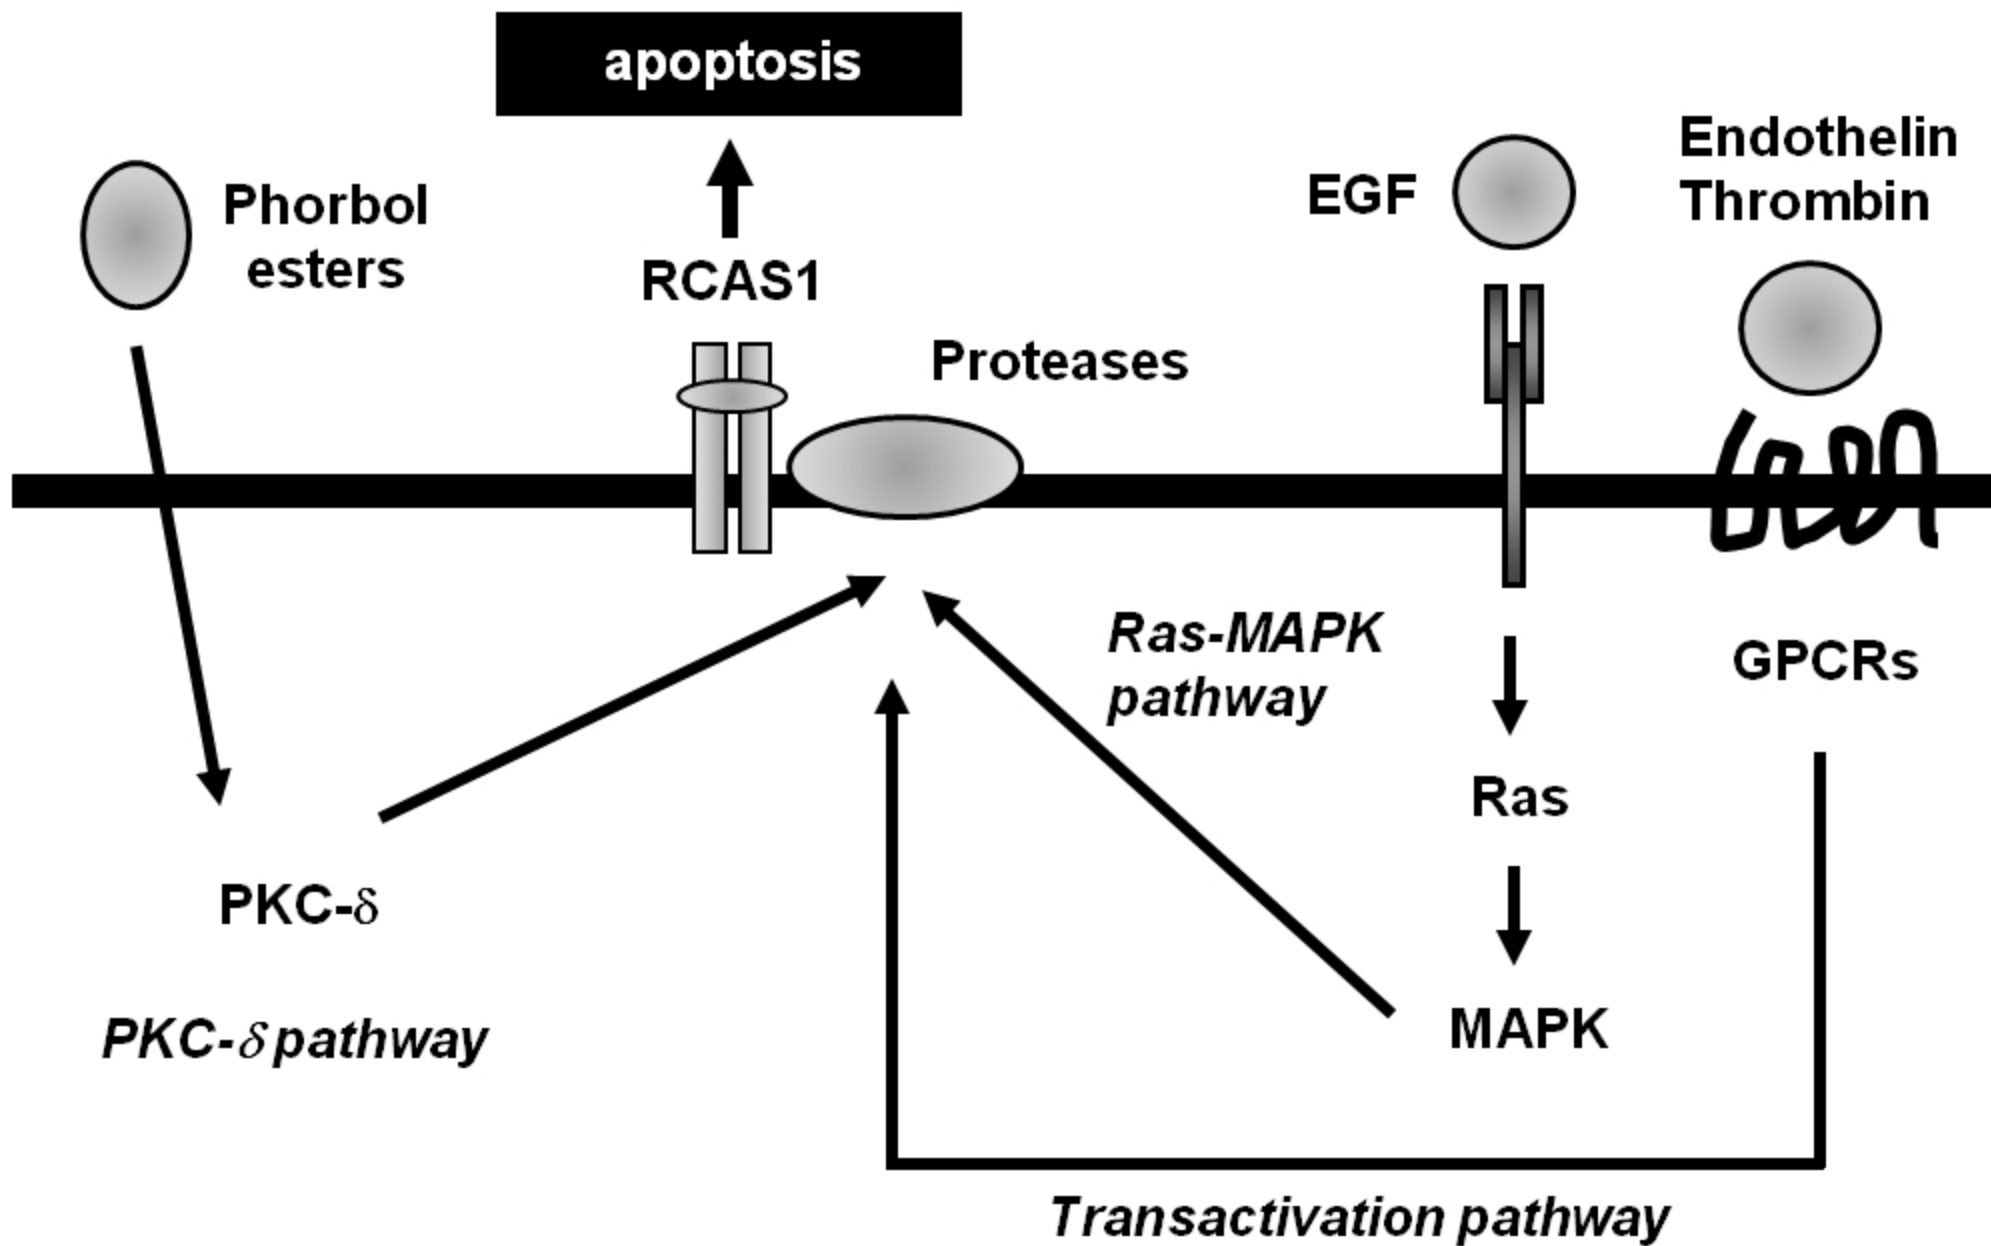 apoptosis
Phorbol
esters
RCAS1
EGF
Endothelin
Thrombin
Proteases
Ras-MAPK
pathway
GPCRs
Ras
PKC-δ
MAPK
PKC-δ pathway
Transactivation pathway